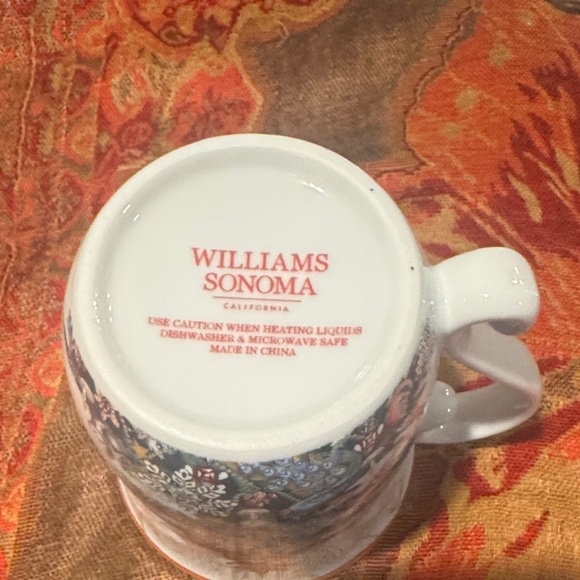 WILLIAMS
SONOMA
CALIFORNIA
USE CAUTION WHEN HEATING LIQUIDS
DISHWASHER & MICROWAVE SAFE
MADE IN CHINA